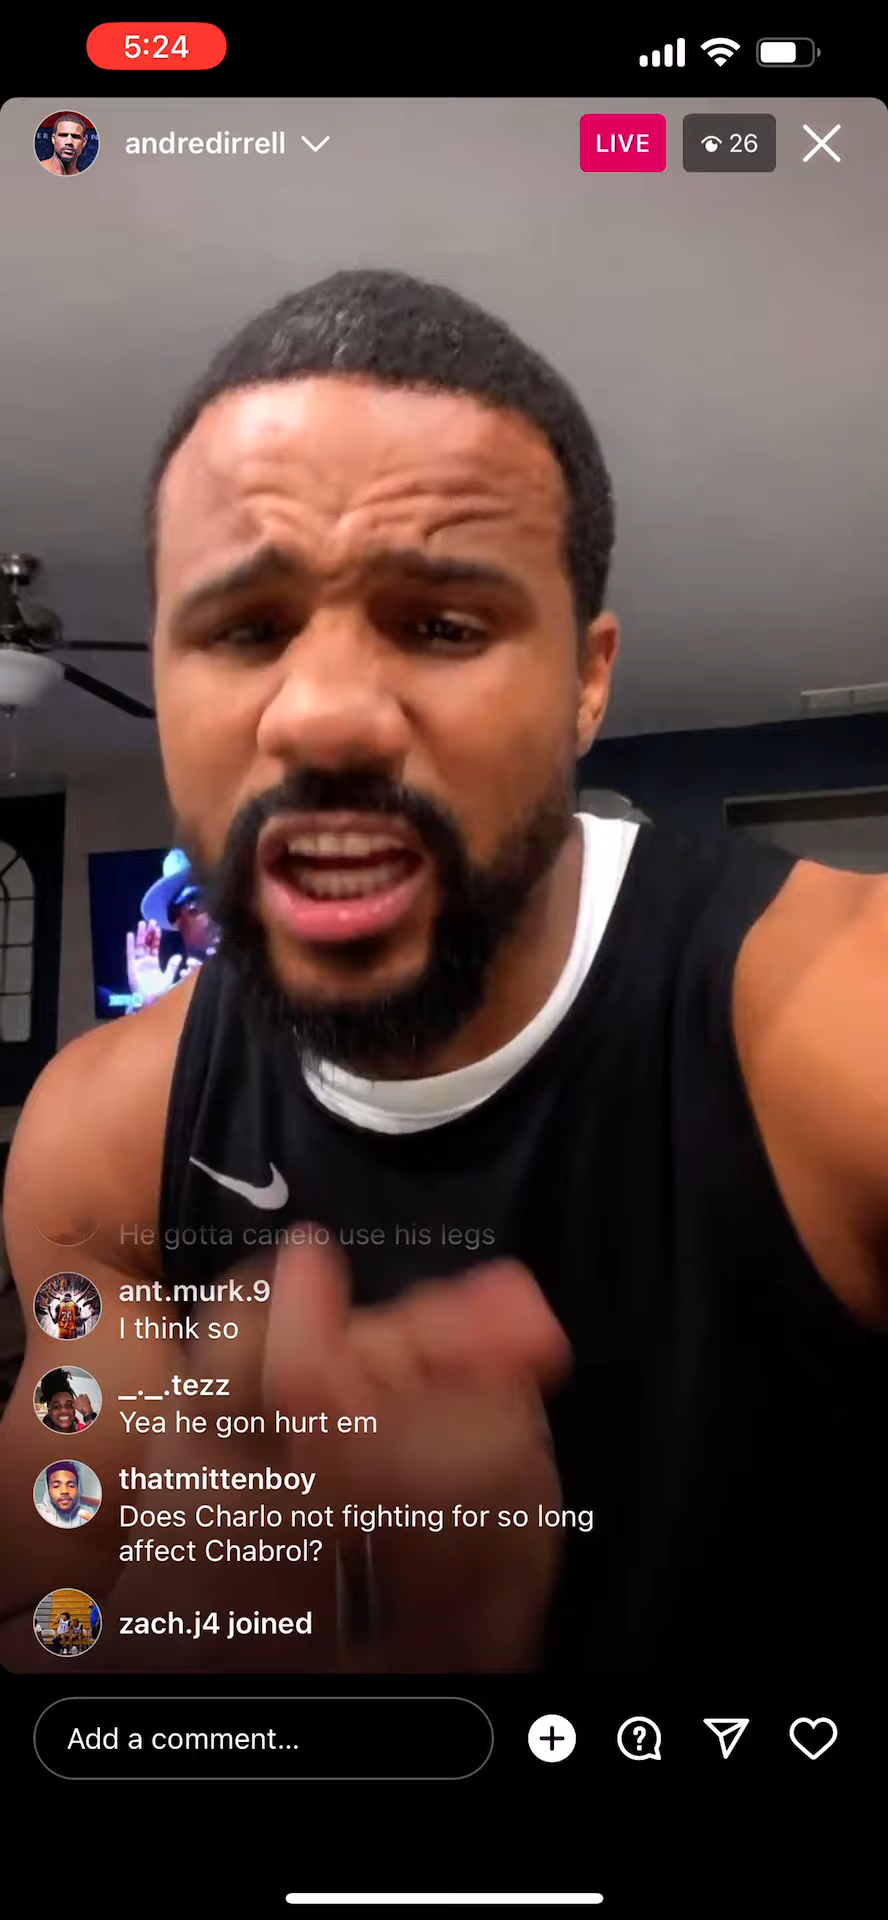 5:24
andredirrell
LIVE
26
He gotta canelo use his legs
ant.murk.9
I think so
_._.tezz
Yea he gon hurt em
thatmittenboy
Does Charlo not fighting for so long
affect Chabrol?
zach.j4 joined
Add a comment...